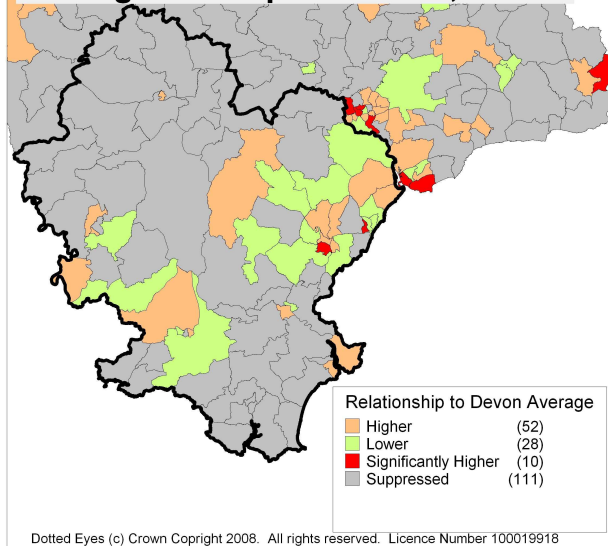 Relationship to Devon Average
Higher (52)
Lower (28)
Significantly Higher (10)
Suppressed (111)
Dotted Eyes (c) Crown Copright 2008. All rights reserved. Licence Number 100019918